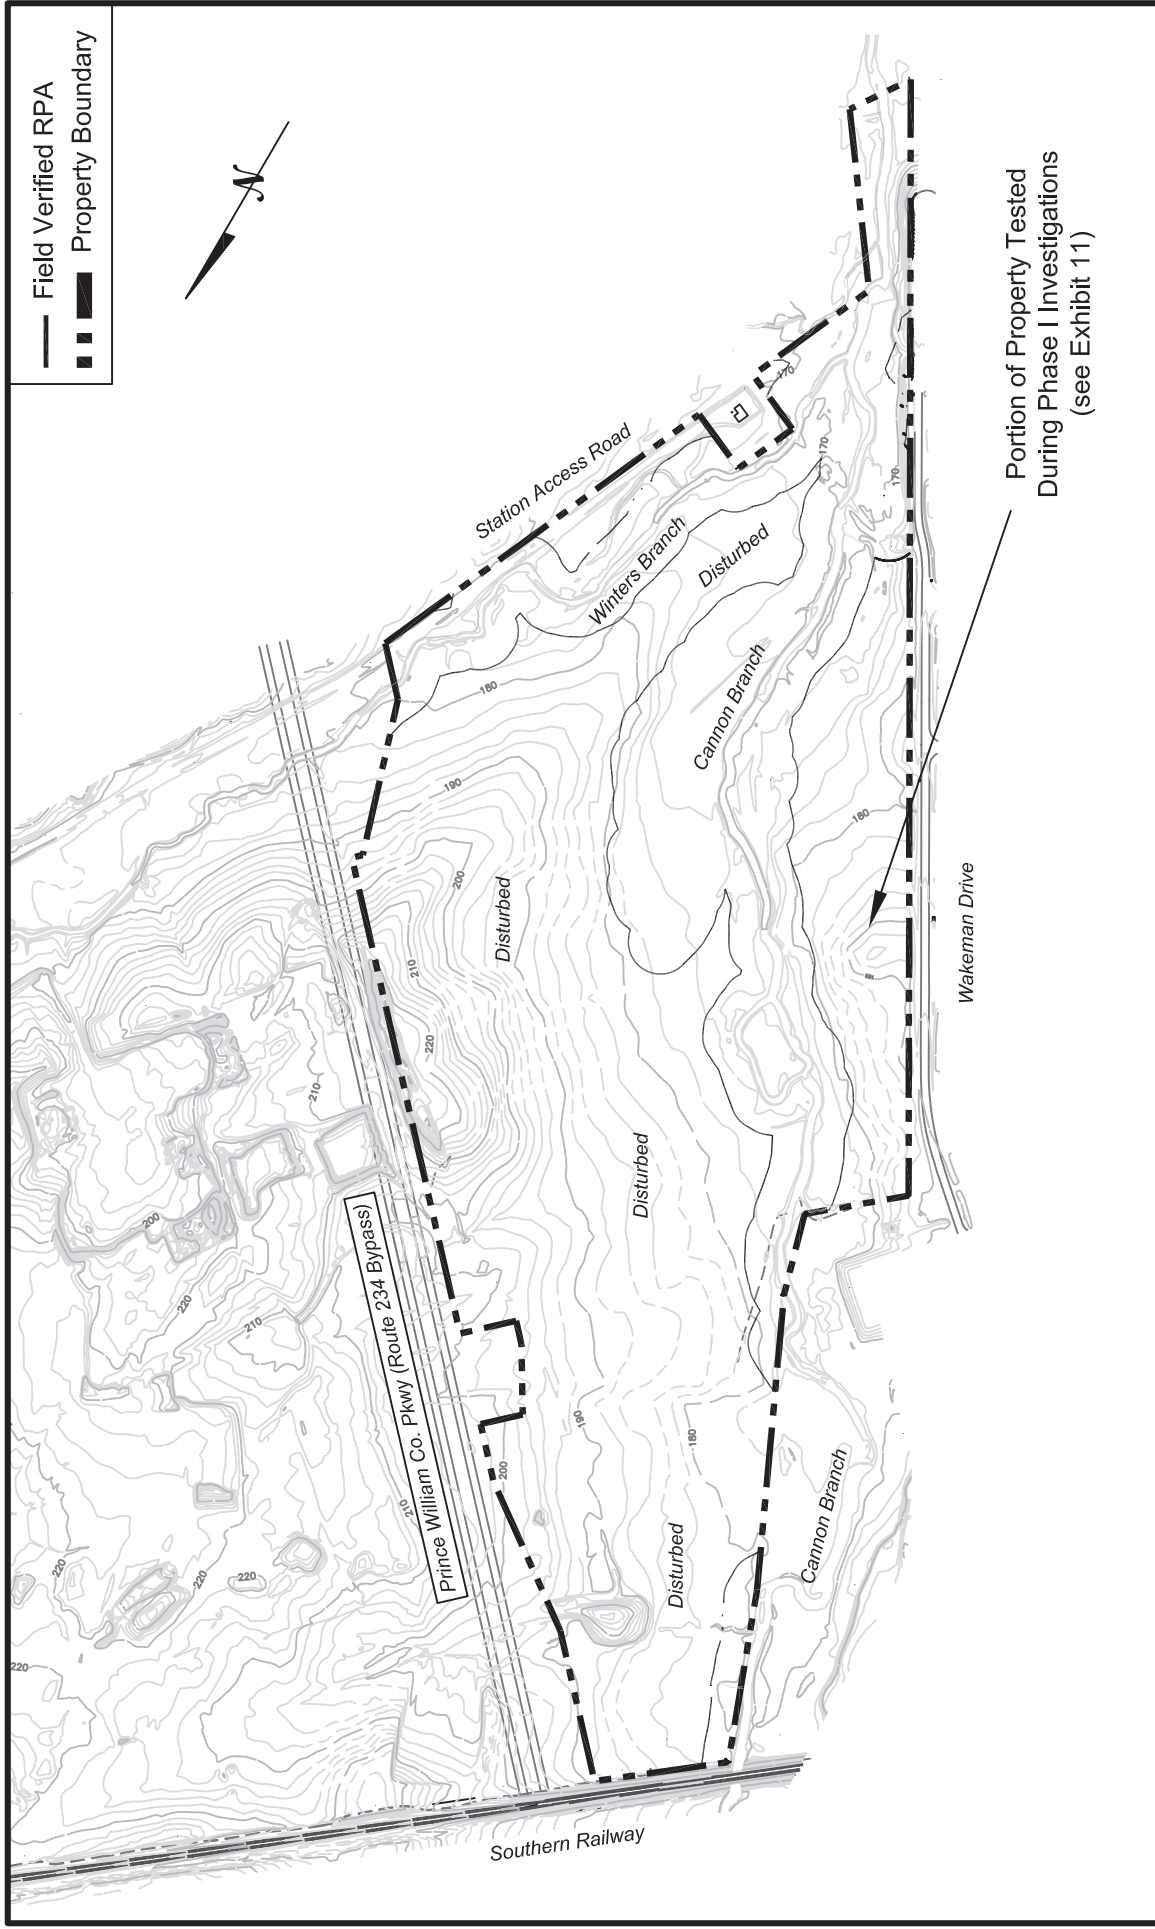 Field Verified RPA
Property Boundary
N
Station Access Road
170
Winters Branch
Disturbed
170
170
Portion of Property Tested
During Phase I Investigations
(see Exhibit 11)
Cannon Branch
180
180
190
200
Disturbed
210
220
Wakeman Drive
210
200
220
210
Disturbed
Prince William Co. Pkwy (Route 234 Bypass)
190
180
200
210
220
220
220
220
Disturbed
Cannon Branch
Southern Railway